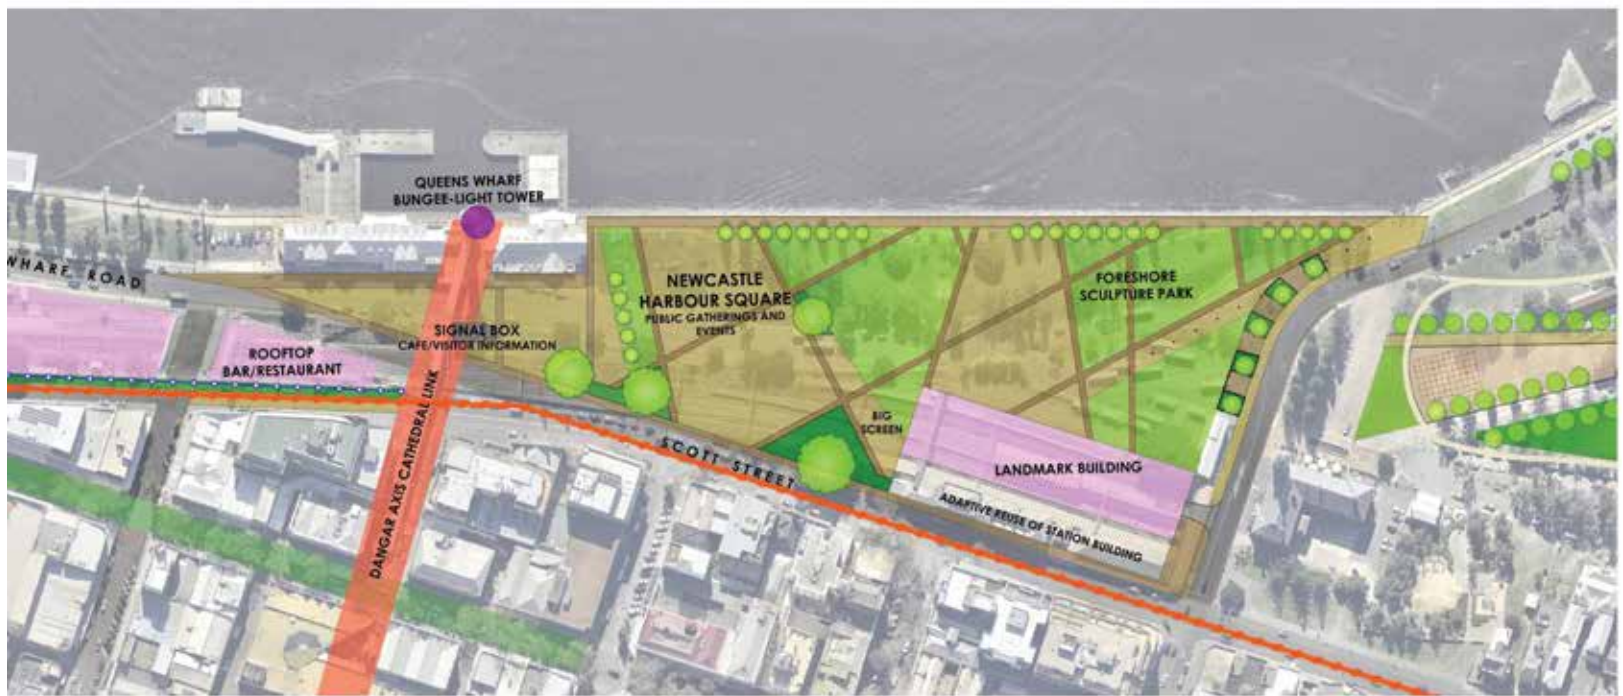 QUEENS WHARF
BUNGEE-LIGHT TOWER
WHARF ROAD
NEWCASTLE
HARBOUR SQUARE
PUBLIC GATHERINGS AND
EVENTS
FORESHORE
SCULPTURE PARK
SIGNAL BOX
CAFE/VISITOR INFORMATION
ROOFTOP
BAR/RESTAURANT
DANGAR AXIS CATHEDRAL LINK
BIG
SCREEN
SCOTT STREET
LANDMARK BUILDING
ADAPTIVE REUSE OF STATION BUILDING